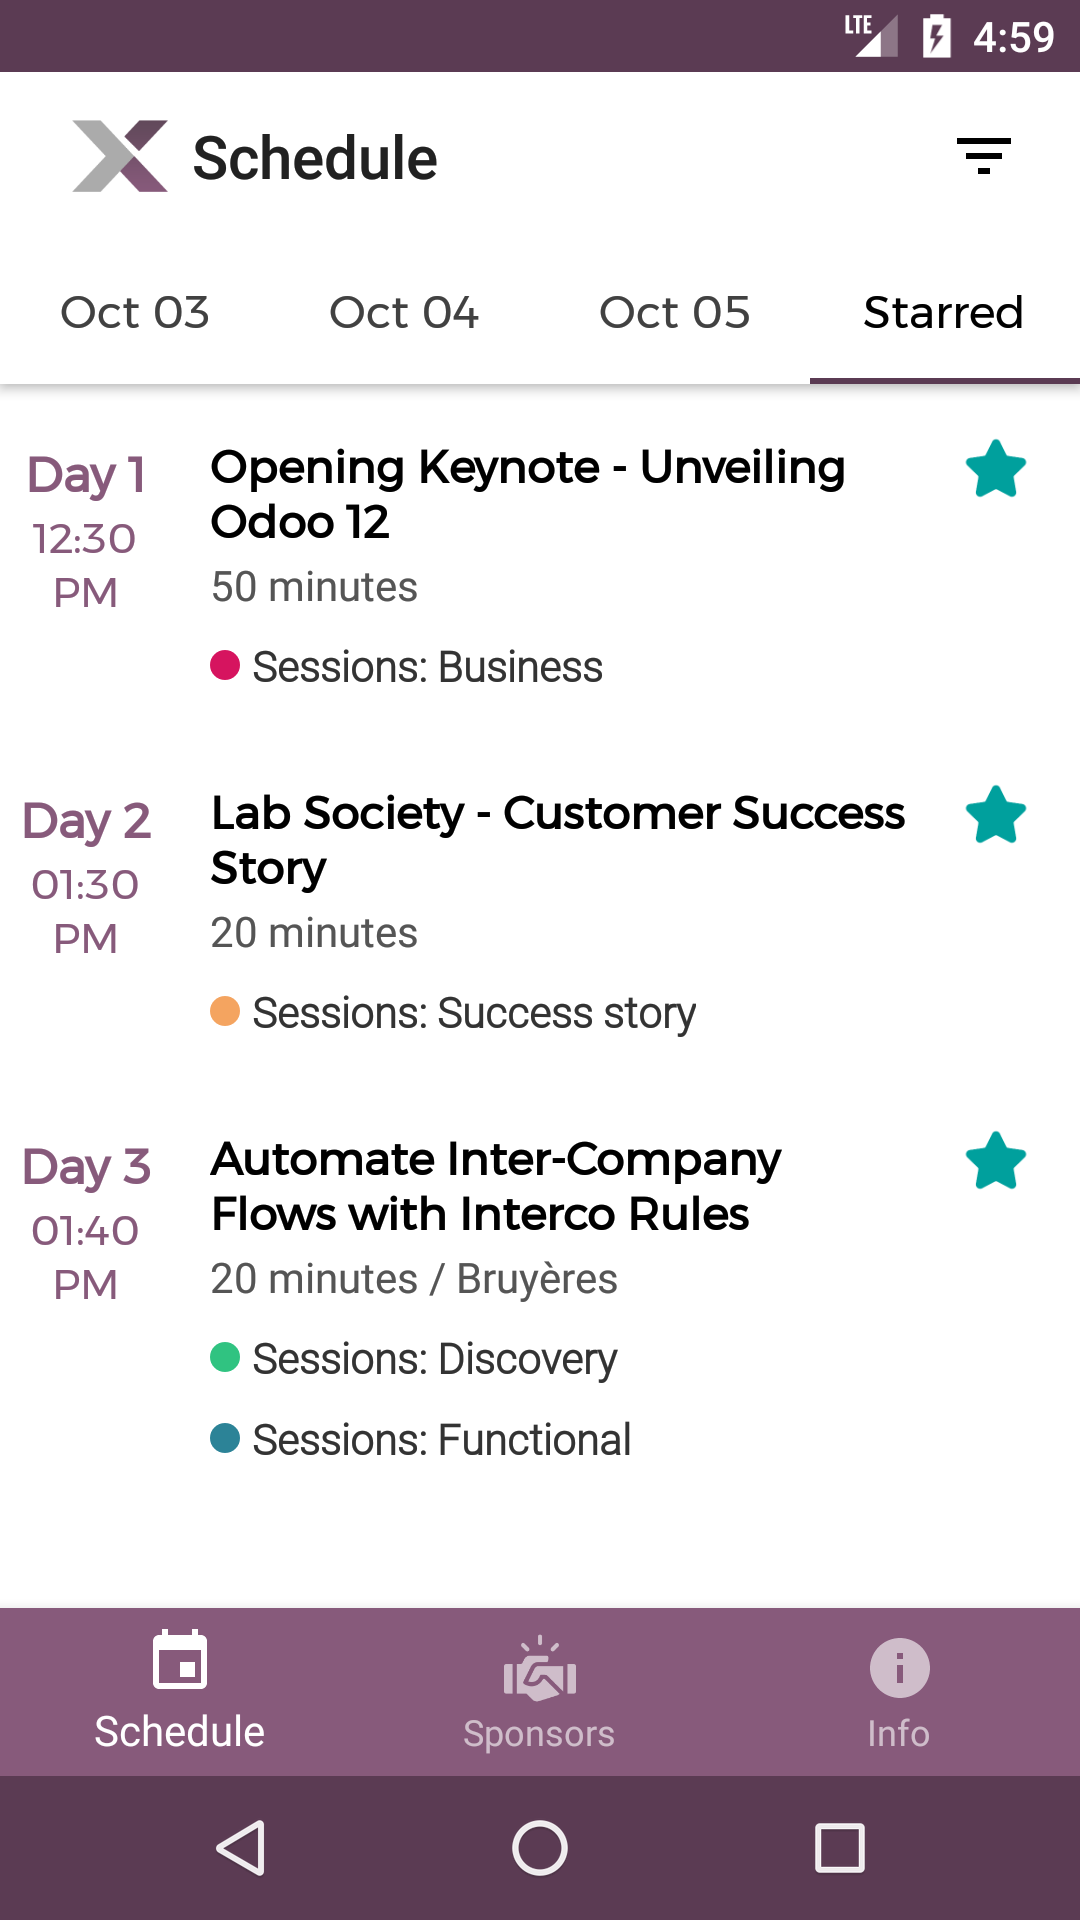 LTE 4:59
Schedule
Oct 03 Oct 04 Oct 05 Starred
Day 1
12:30
PM
Opening Keynote - Unveiling
Odoo 12
50 minutes
Sessions: Business
Day 2
01:30
PM
Lab Society - Customer Success
Story
20 minutes
Sessions: Success story
Day 3
01:40
PM
Automate Inter-Company
Flows with Interco Rules
20 minutes / Bruyères
Sessions: Discovery
Sessions: Functional
Schedule Sponsors Info